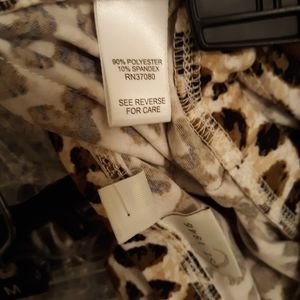 90% POLYESTER
10% SPANDEX
RN37080
SEE REVERSE
FOR CARE
M